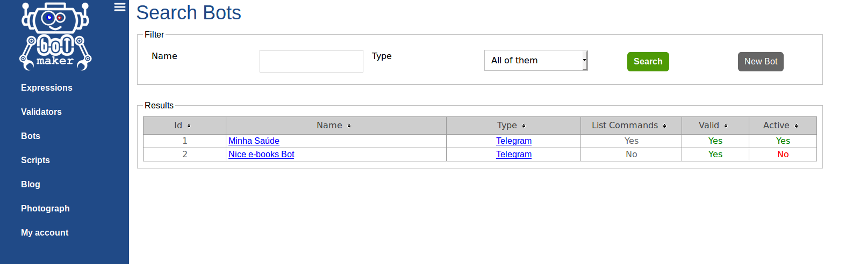 Search Bots
bot
maker
Expressions
Validators
Bots
Scripts
Blog
Photograph
My account
Filter
Name Type All of them Search New Bot
Results
Id Name Type List Commands Valid Active
1 Minha Saúde Telegram Yes Yes Yes
2 Nice e-books Bot Telegram No Yes No